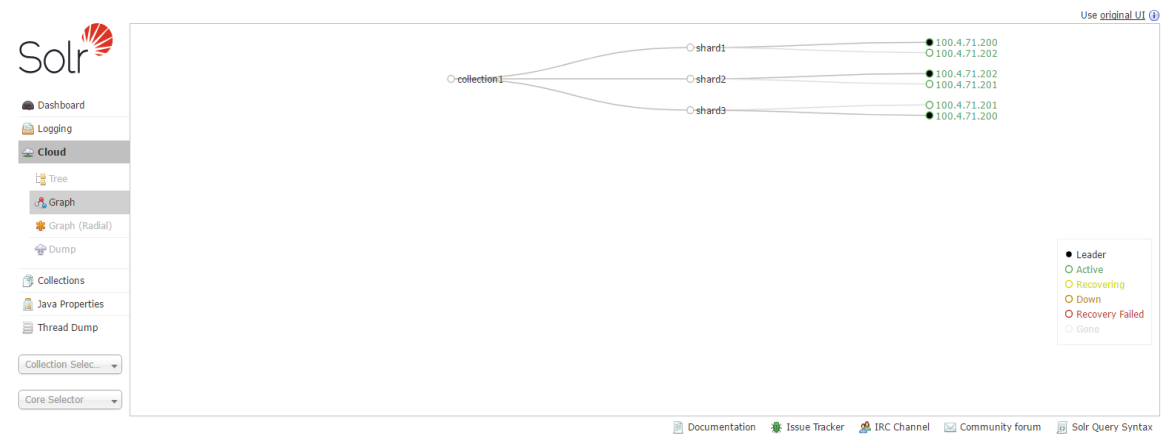 Use original UI
Solr
Dashboard
Logging
Cloud
Tree
Graph
Graph (Radial)
Dump
Collections
Java Properties
Thread Dump
Collection Selec...
Core Selector
collection1
shard1
shard2
shard3
100.4.71.200
100.4.71.202
100.4.71.202
100.4.71.201
100.4.71.201
100.4.71.200
Leader
Active
Recovering
Down
Recovery Failed
Gone
Documentation Issue Tracker IRC Channel Community forum Solr Query Syntax